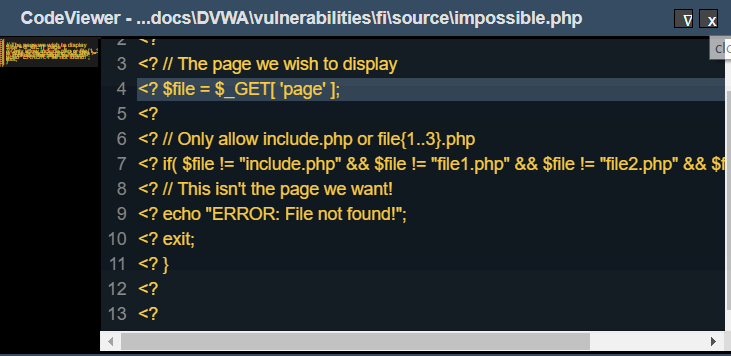 CodeViewer - ...docs\DVWA\vulnerabilities\fi\source\impossible.php
2 <?
3 <? // The page we wish to display
4 <? $file = $_GET[ 'page' ];
5 <?
6 <? // Only allow include.php or file{1..3}.php
7 <? if( $file != "include.php" && $file != "file1.php" && $file != "file2.php" && $f
8 <? // This isn't the page we want!
9 <? echo "ERROR: File not found!";
10 <? exit;
11 <? }
12 <?
13 <?